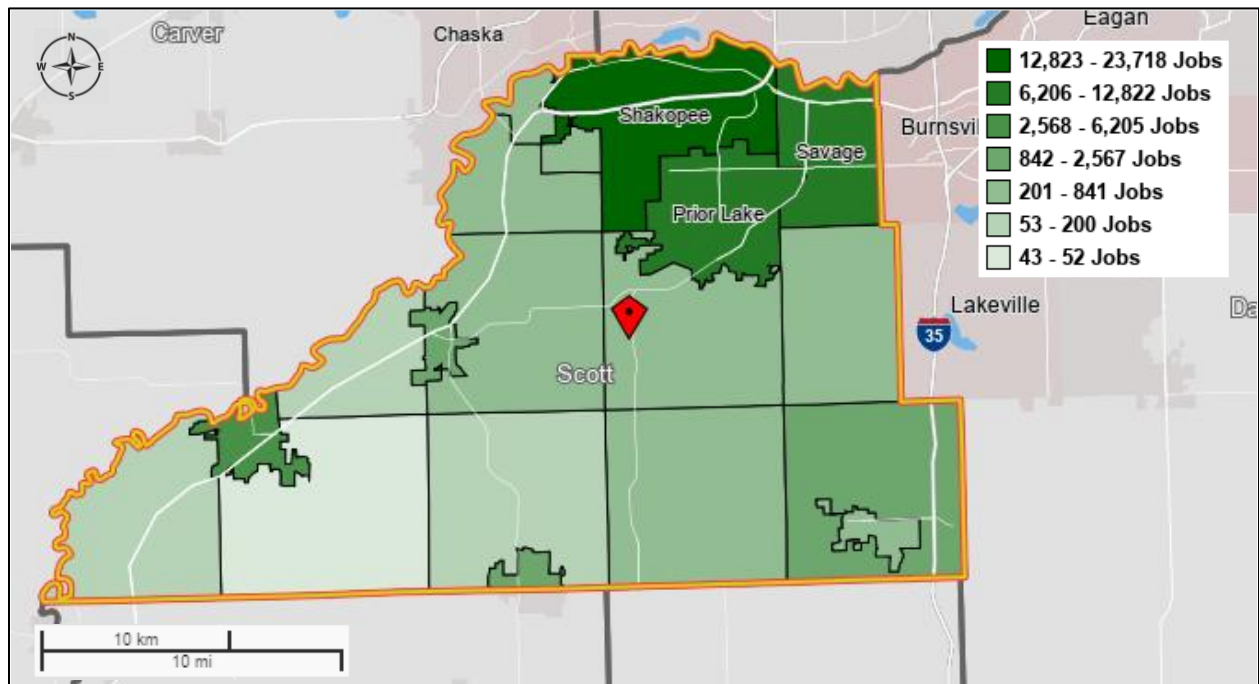 Carver
Chaska
Eagan
N
W E
S
12,823 - 23,718 Jobs
6,206 - 12,822 Jobs
2,568 - 6,205 Jobs
842 - 2,567 Jobs
201 - 841 Jobs
53 - 200 Jobs
43 - 52 Jobs
Shakopee
Burnsvil
Savage
Prior Lake
Lakeville
Da
35
Scott
10 km
10 mi